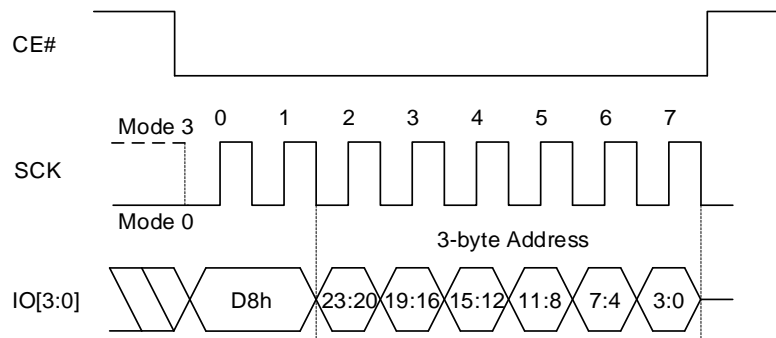 CE#
Mode 3
0 1 2 3 4 5 6 7
SCK
Mode 0
3-byte Address
IO[3:0]
D8h 23:20 19:16 15:12 11:8 7:4 3:0